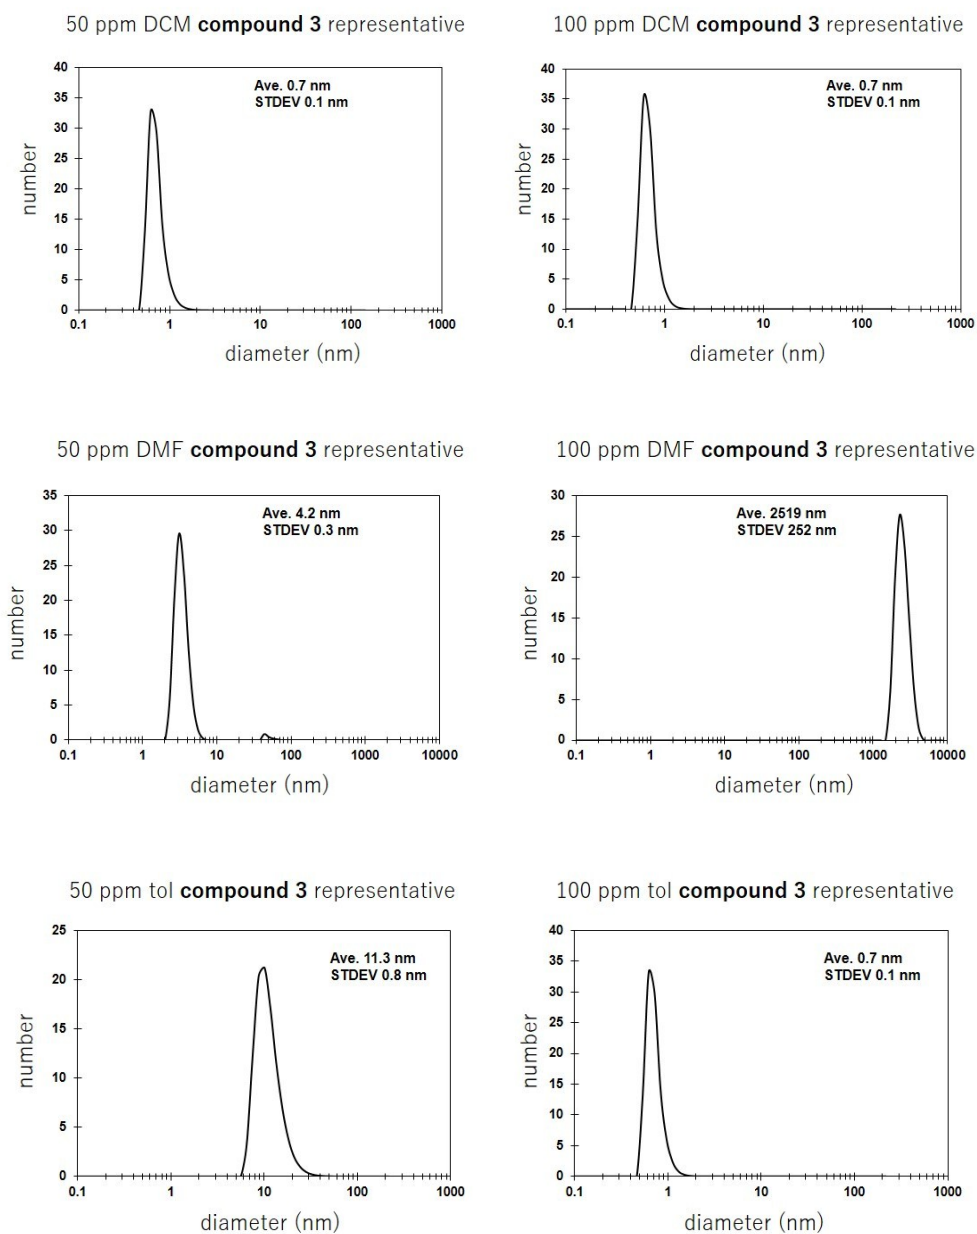 50 ppm DCM compound 3 representative
40
35
30
25
20
15
10
5
0
number
Ave. 0.7 nm
STDEV 0.1 nm
0.1 1 10 100 1000
diameter (nm)
100 ppm DCM compound 3 representative
40
35
30
25
20
15
10
5
0
number
Ave. 0.7 nm
STDEV 0.1 nm
0.1 1 10 100 1000
diameter (nm)
50 ppm DMF compound 3 representative
35
30
25
20
15
10
5
0
number
Ave. 4.2 nm
STDEV 0.3 nm
0.1 1 10 100 1000 10000
diameter (nm)
100 ppm DMF compound 3 representative
30
25
20
15
10
5
0
number
Ave. 2519 nm
STDEV 252 nm
0.1 1 10 100 1000 10000
diameter (nm)
50 ppm tol compound 3 representative
25
20
15
10
5
0
number
Ave. 11.3 nm
STDEV 0.8 nm
0.1 1 10 100 1000
diameter (nm)
100 ppm tol compound 3 representative
40
35
30
25
20
15
10
5
0
number
Ave. 0.7 nm
STDEV 0.1 nm
0.1 1 10 100 1000
diameter (nm)